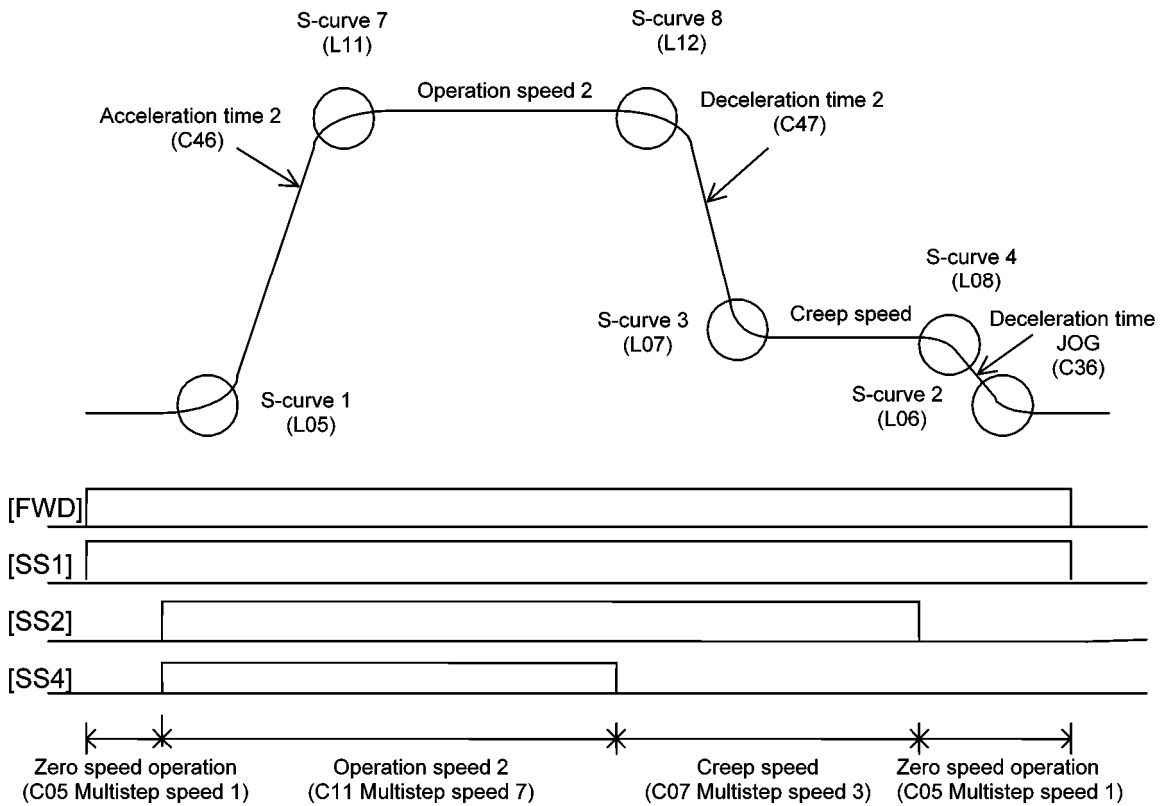 S-curve 7
(L11)
S-curve 8
(L12)
Acceleration time 2
(C46)
Operation speed 2
Deceleration time 2
(C47)
S-curve 4
(L08)
S-curve 3
(L07)
Creep speed
Deceleration time
JOG
(C36)
S-curve 1
(L05)
S-curve 2
(L06)
[FWD]
[SS1]
[SS2]
[SS4]
Zero speed operation
(C05 Multistep speed 1)
Operation speed 2
(C11 Multistep speed 7)
Creep speed
(C07 Multistep speed 3)
Zero speed operation
(C05 Multistep speed 1)